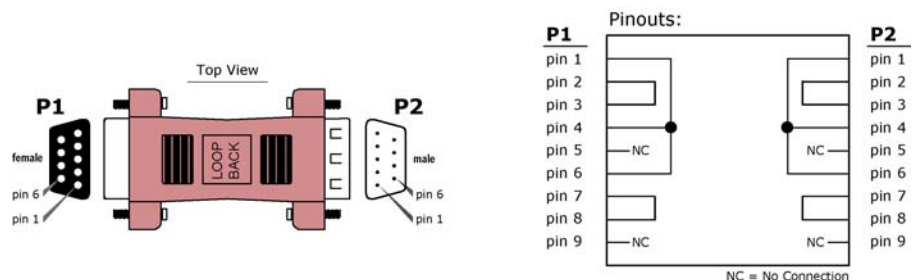 Top View
P1
P2
female
male
LOOP
BACK
pin 6
pin 1
pin 6
pin 1
Pinouts:
P1
P2
pin 1
pin 1
pin 2
pin 2
pin 3
pin 3
pin 4
pin 4
pin 5
NC
NC
pin 5
pin 6
pin 6
pin 7
pin 7
pin 8
pin 8
pin 9
NC
NC
pin 9
NC = No Connection